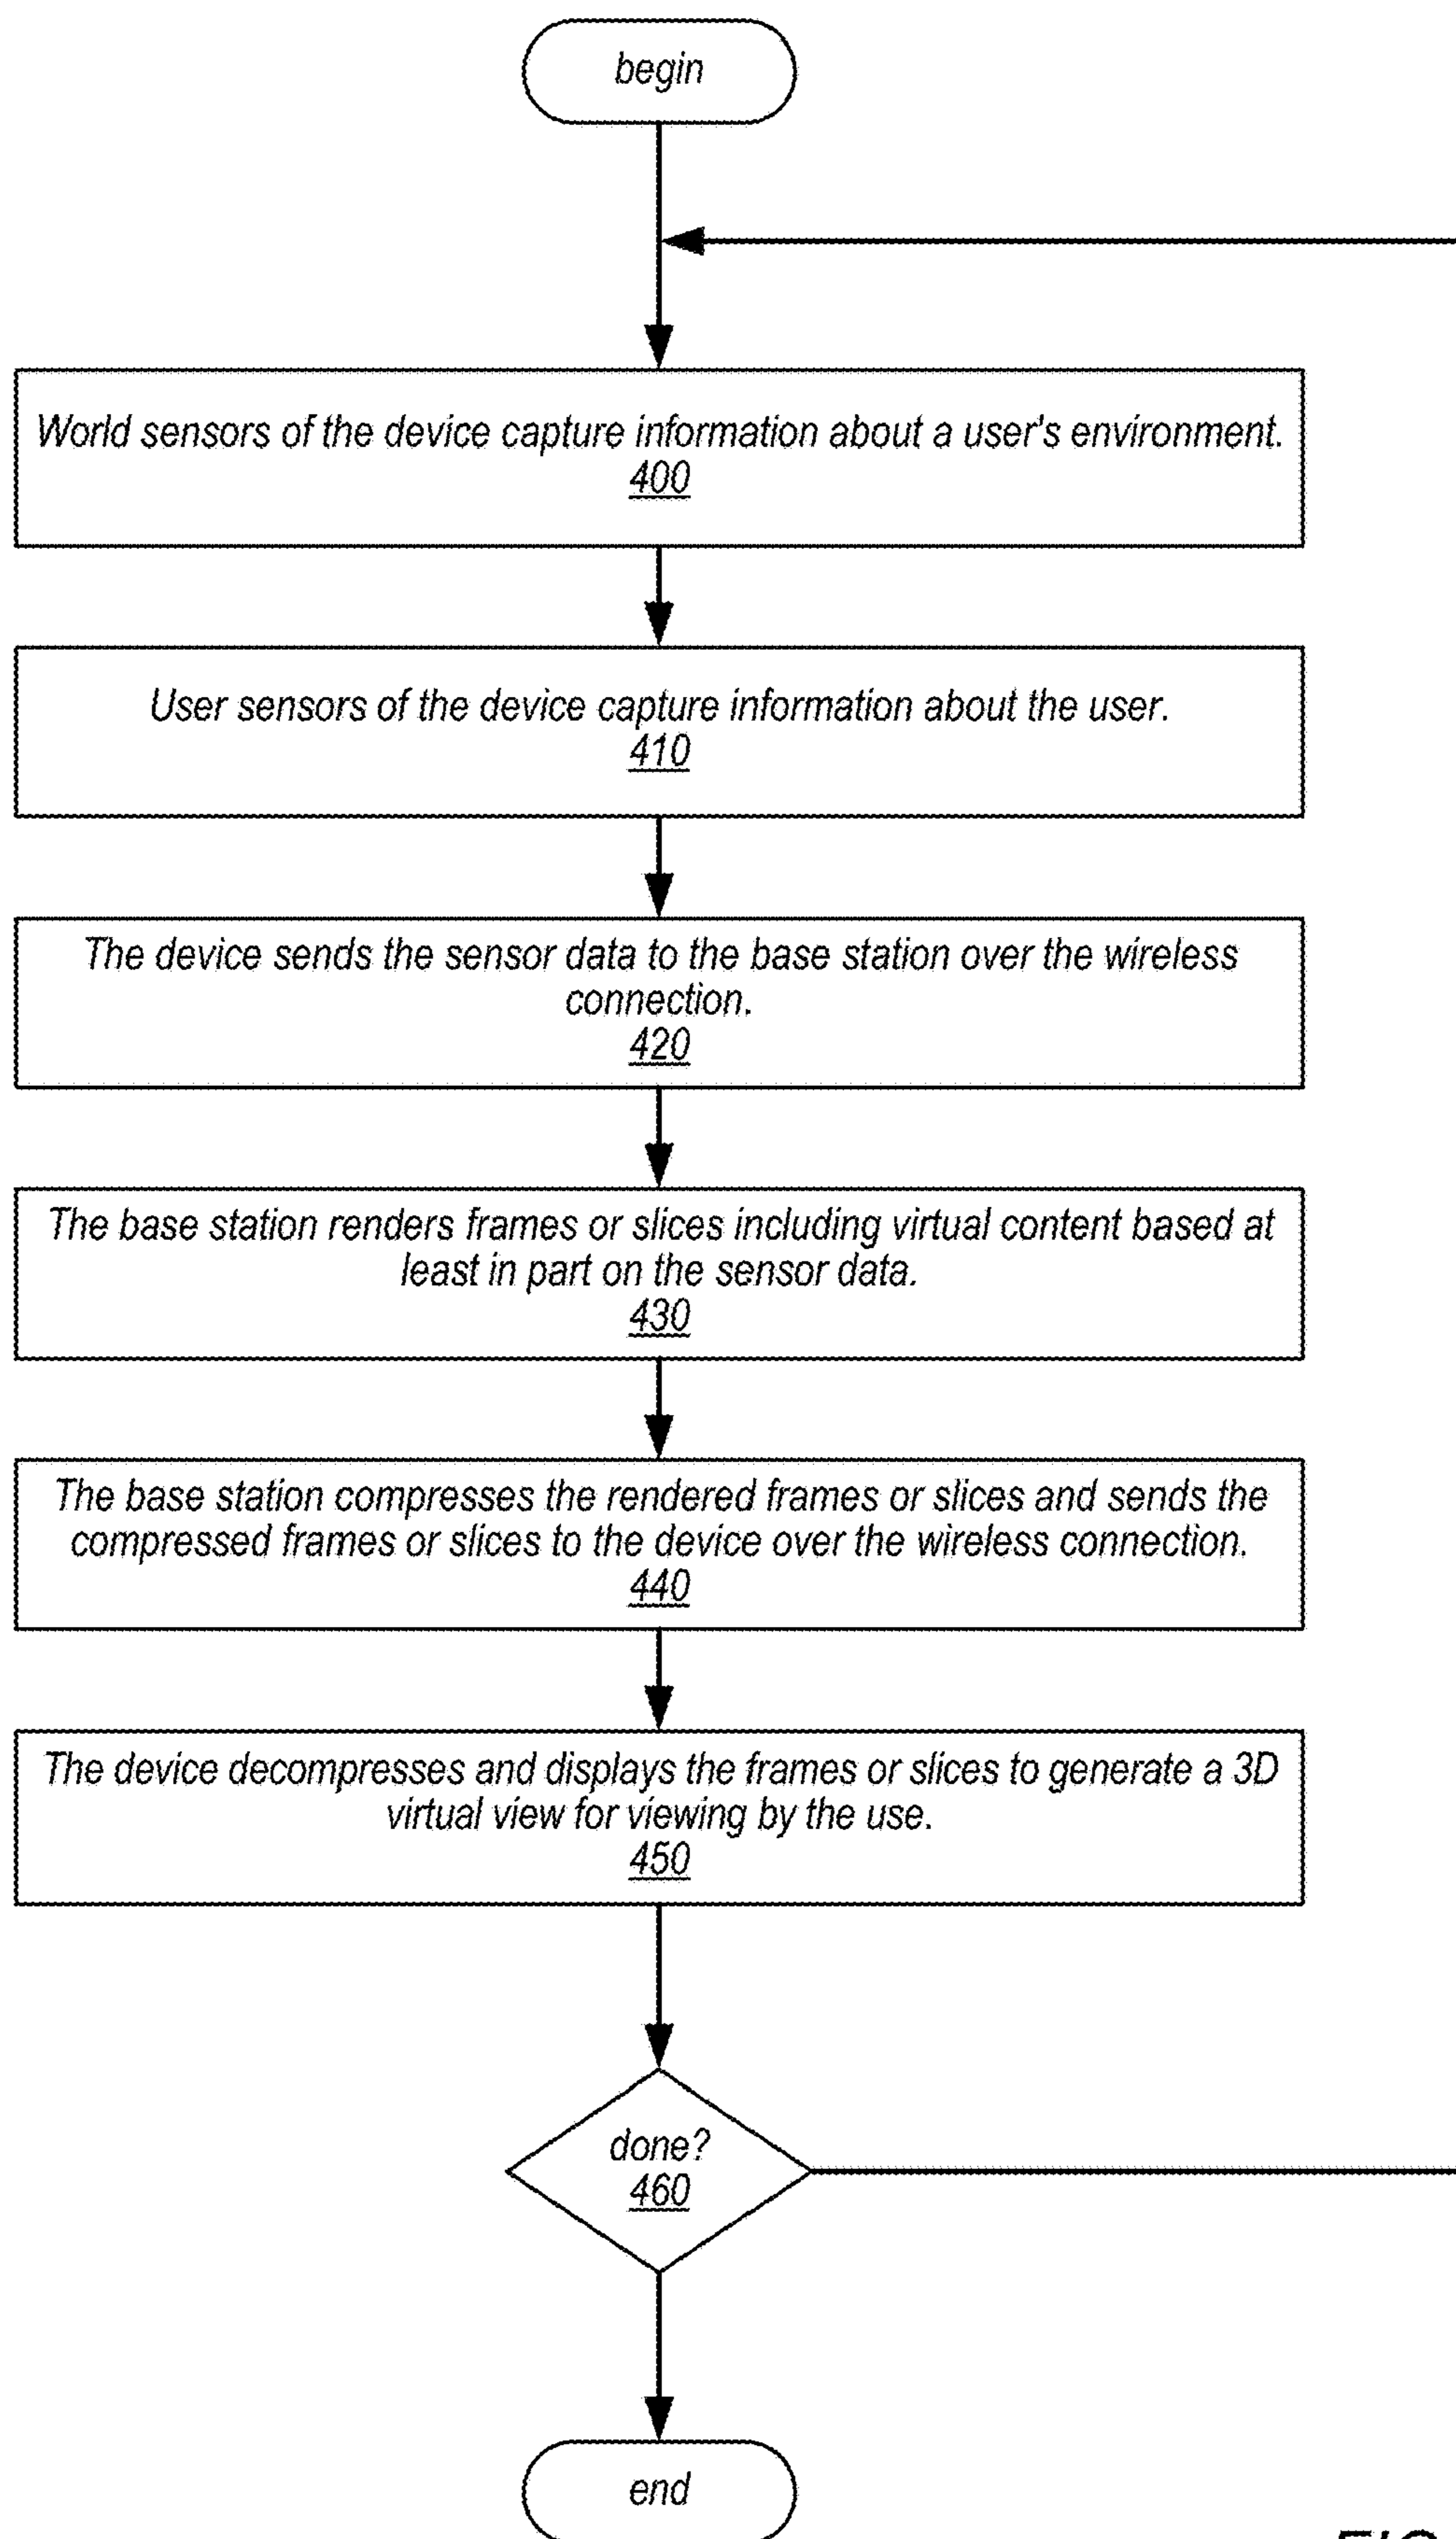 begin
World sensors of the device capture information about a user's environment.
400
User sensors of the device capture information about the user.
410
The device sends the sensor data to the base station over the wireless
connection.
420
The base station renders frames or slices including virtual content based at
least in part on the sensor data.
430
The base station compresses the rendered frames or slices and sends the
compressed frames or slices to the device over the wireless connection.
440
The device decompresses and displays the frames or slices to generate a 3D
virtual view for viewing by the use.
450
done?
460
end